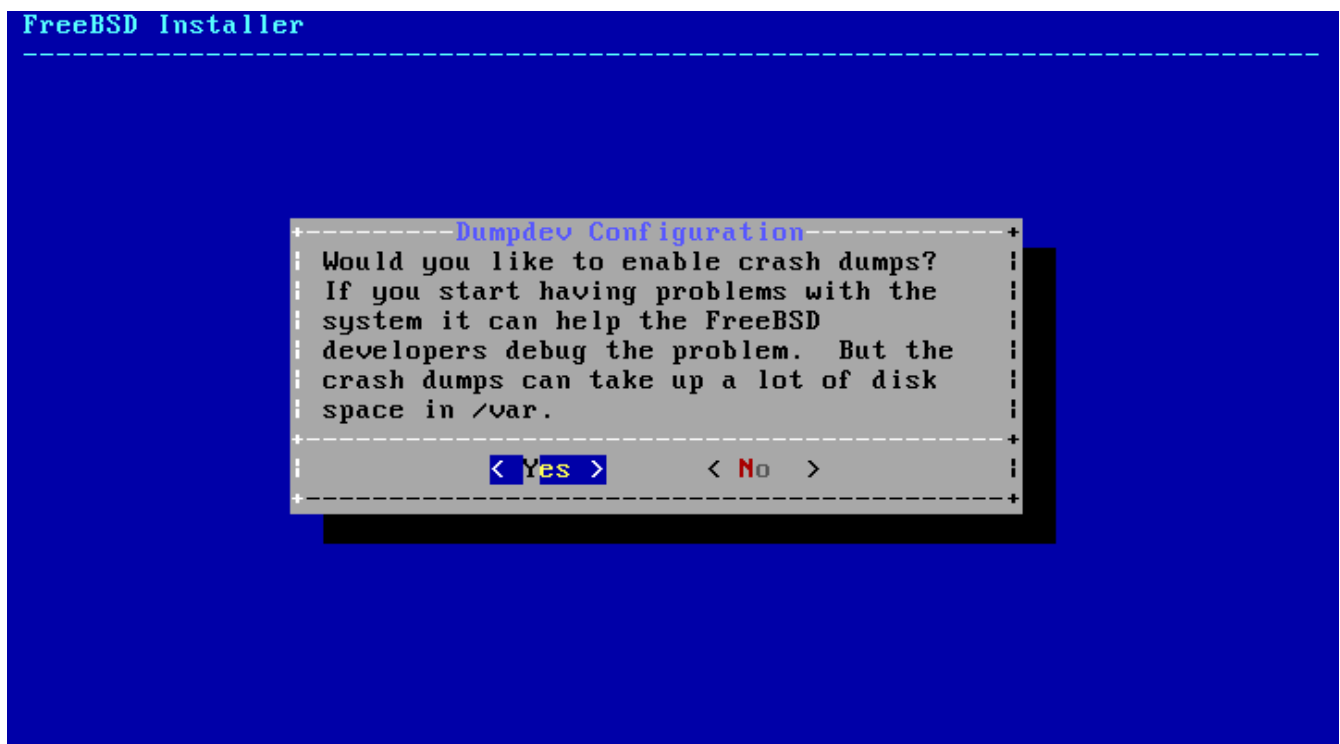 FreeBSD Installer
Dumpdev Configuration
Would you like to enable crash dumps?
If you start having problems with the
system it can help the FreeBSD
developers debug the problem.  But the
crash dumps can take up a lot of disk
space in /var.
< Yes >        < No  >